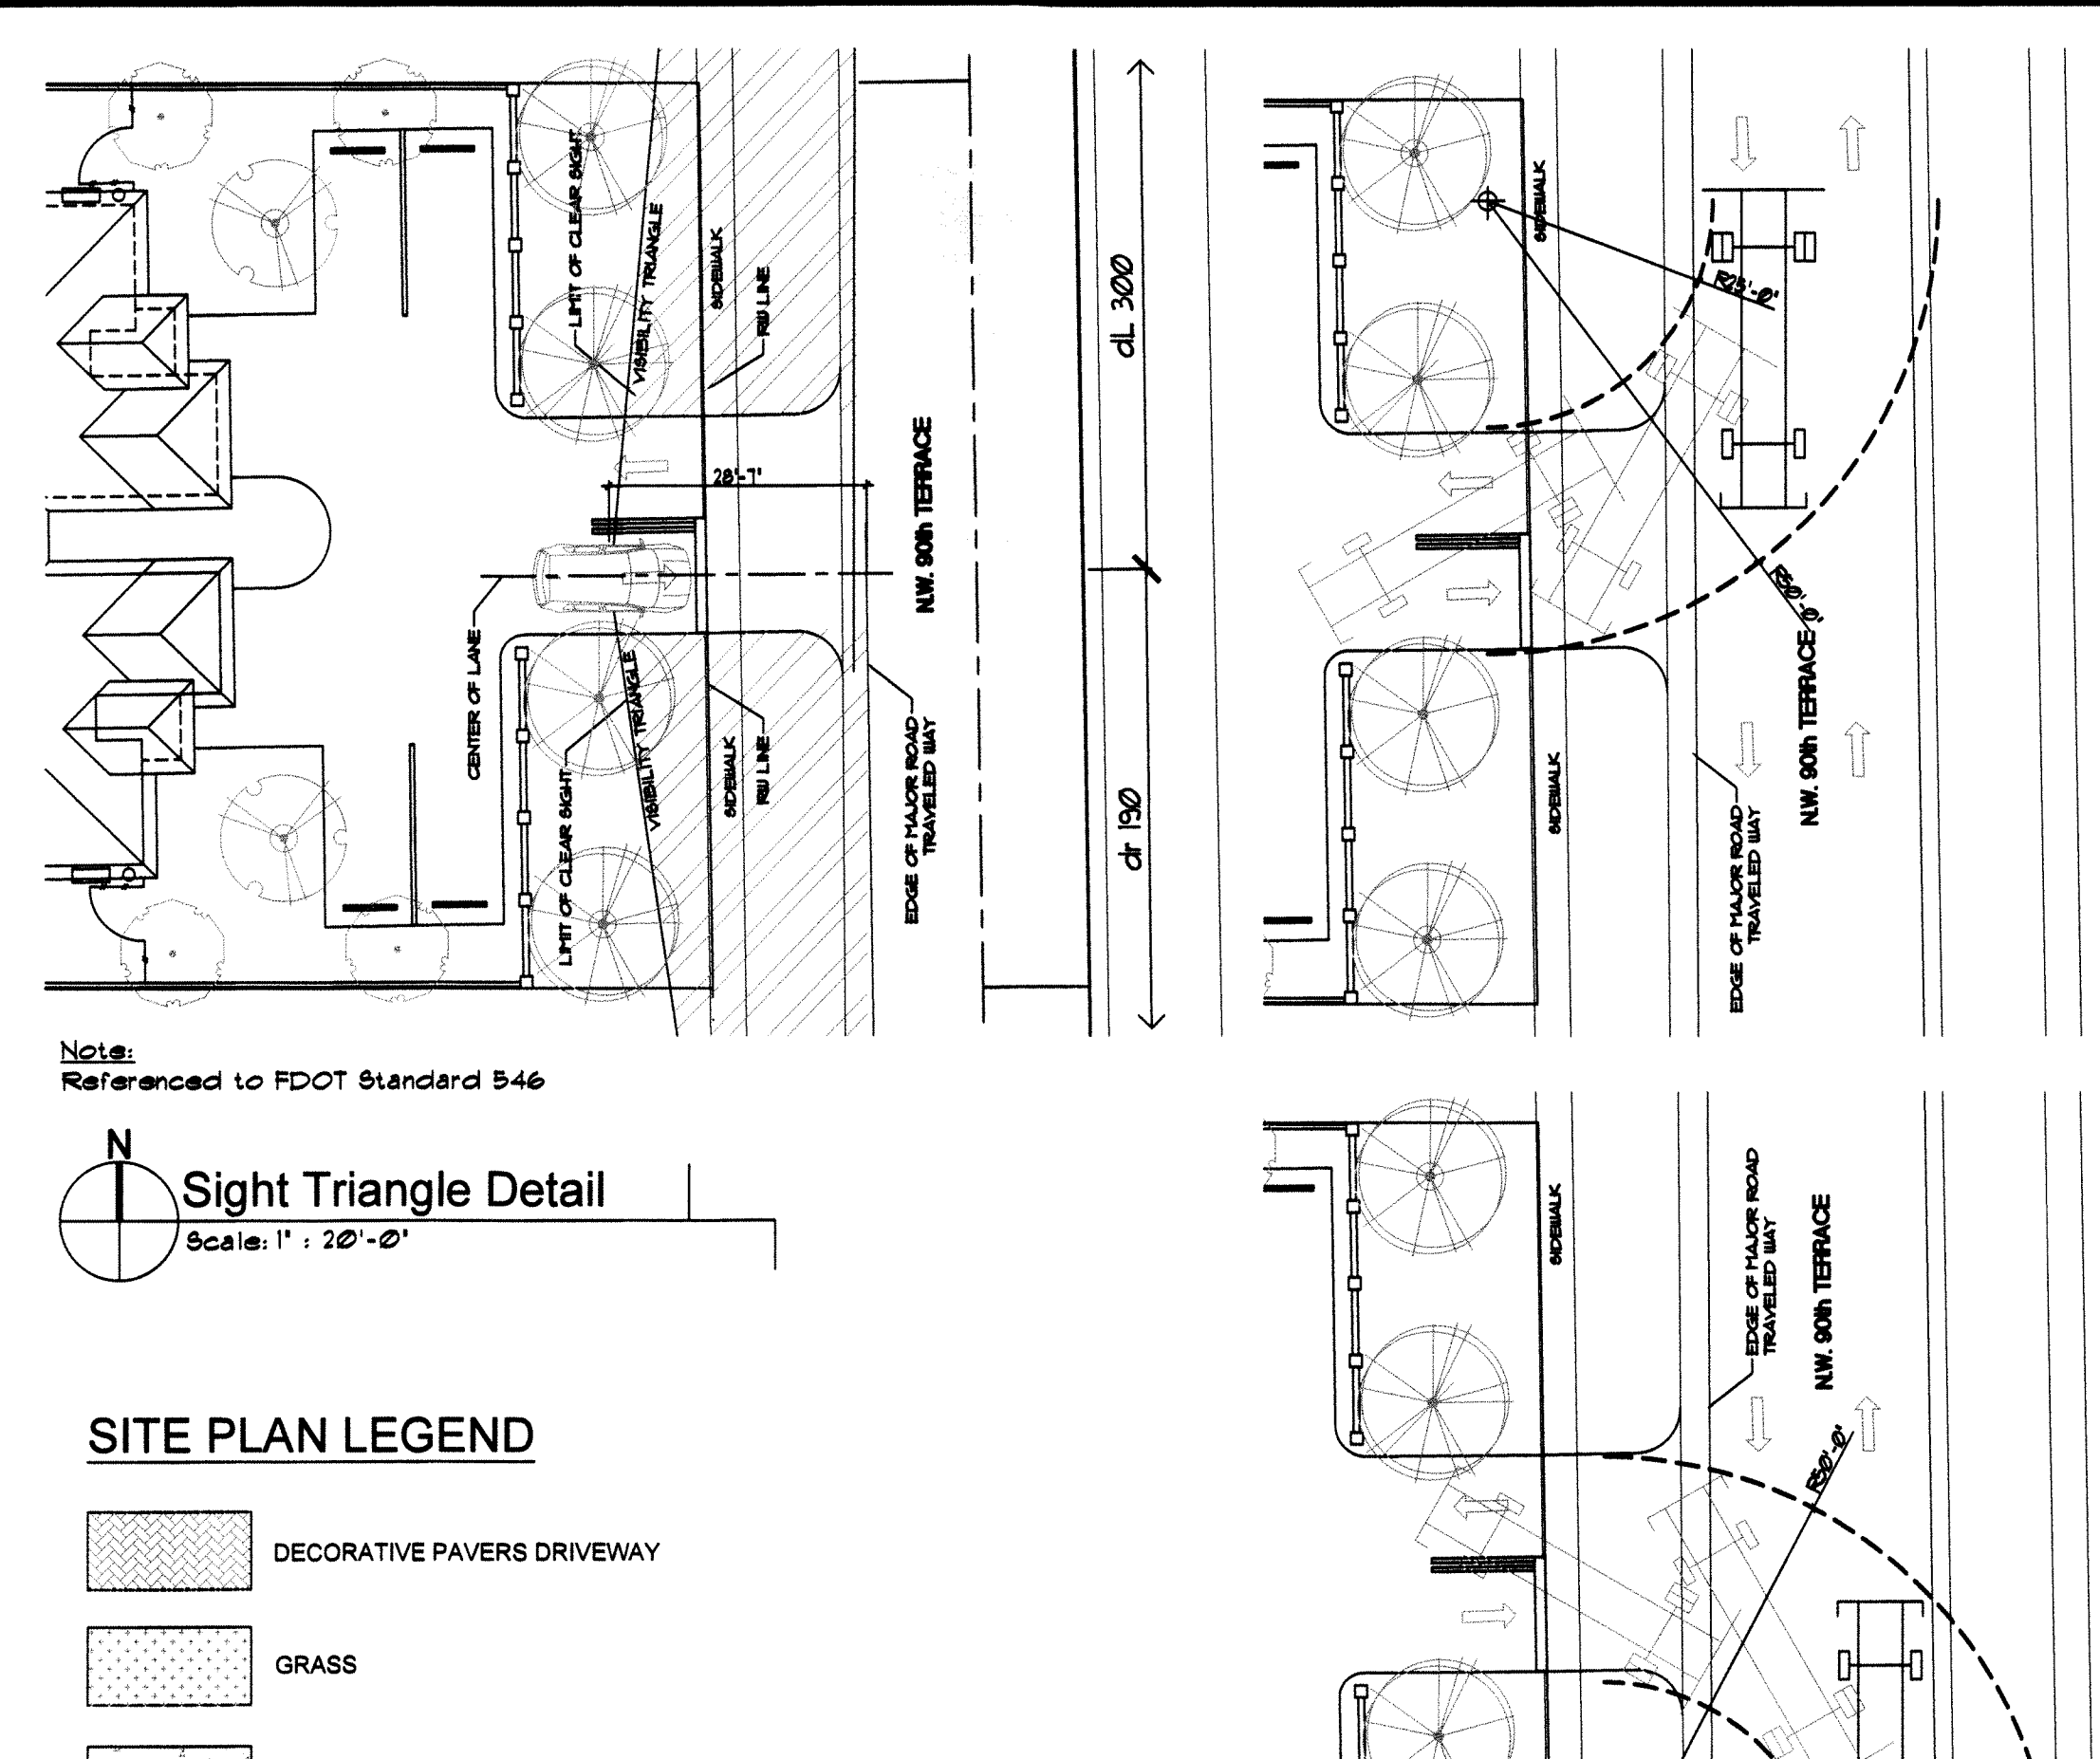 LIMIT OF CLEAR SIGHT
VISIBILITY TRIANGLE
SIDEWALK
R/W LINE
28'-7"
N.W. 90th TERRACE
dL 300
CENTER OF LANE
LIMIT OF CLEAR SIGHT
VISIBILITY TRIANGLE
SIDEWALK
R/W LINE
EDGE OF MAJOR ROAD
TRAVELED WAY
dr 190
SIDEWALK
R25'-0"
R50'-0"
N.W. 90th TERRACE
SIDEWALK
EDGE OF MAJOR ROAD
TRAVELED WAY
Note:
Referenced to FDOT Standard 546
N
Sight Triangle Detail
Scale: 1" : 20'-0"
SIDEWALK
EDGE OF MAJOR ROAD
TRAVELED WAY
N.W. 90th TERRACE
R50'-0"
SITE PLAN LEGEND
DECORATIVE PAVERS DRIVEWAY
GRASS